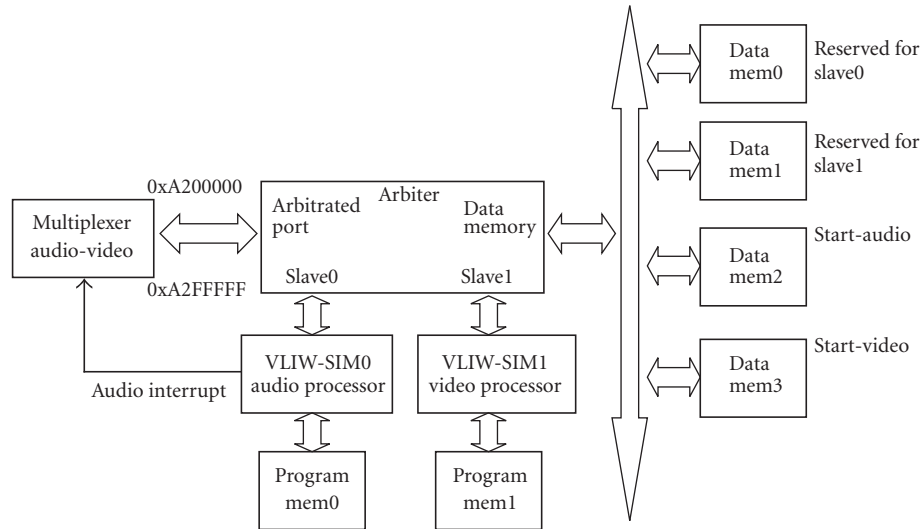 0xA200000
Multiplexer
audio-video
0xA2FFFFF
Arbitrated
port
Arbiter
Data
memory
Slave0
Slave1
VLIW-SIM0
audio processor
VLIW-SIM1
video processor
Audio interrupt
Program
mem0
Program
mem1
Data
mem0
Reserved for
slave0
Data
mem1
Reserved for
slave1
Data
mem2
Start-audio
Data
mem3
Start-video